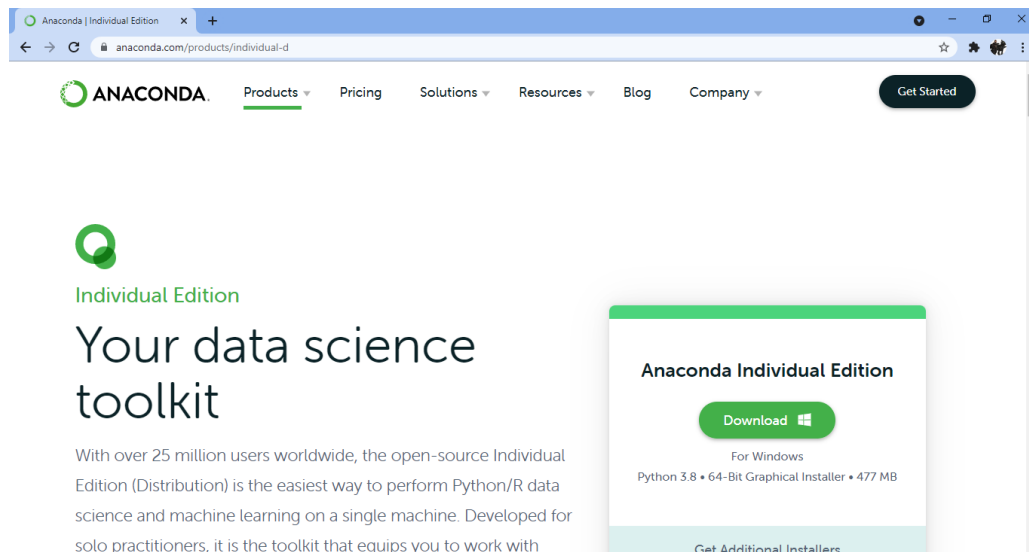 Anaconda | Individual Edition
anaconda.com/products/individual-d
ANACONDA.
Products
Pricing
Solutions
Resources
Blog
Company
Get Started
Individual Edition
Your data science
toolkit
With over 25 million users worldwide, the open-source Individual
Edition (Distribution) is the easiest way to perform Python/R data
science and machine learning on a single machine. Developed for
solo practitioners, it is the toolkit that equips you to work with
Anaconda Individual Edition
Download
For Windows
Python 3.8 • 64-Bit Graphical Installer • 477 MB
Get Additional Installers